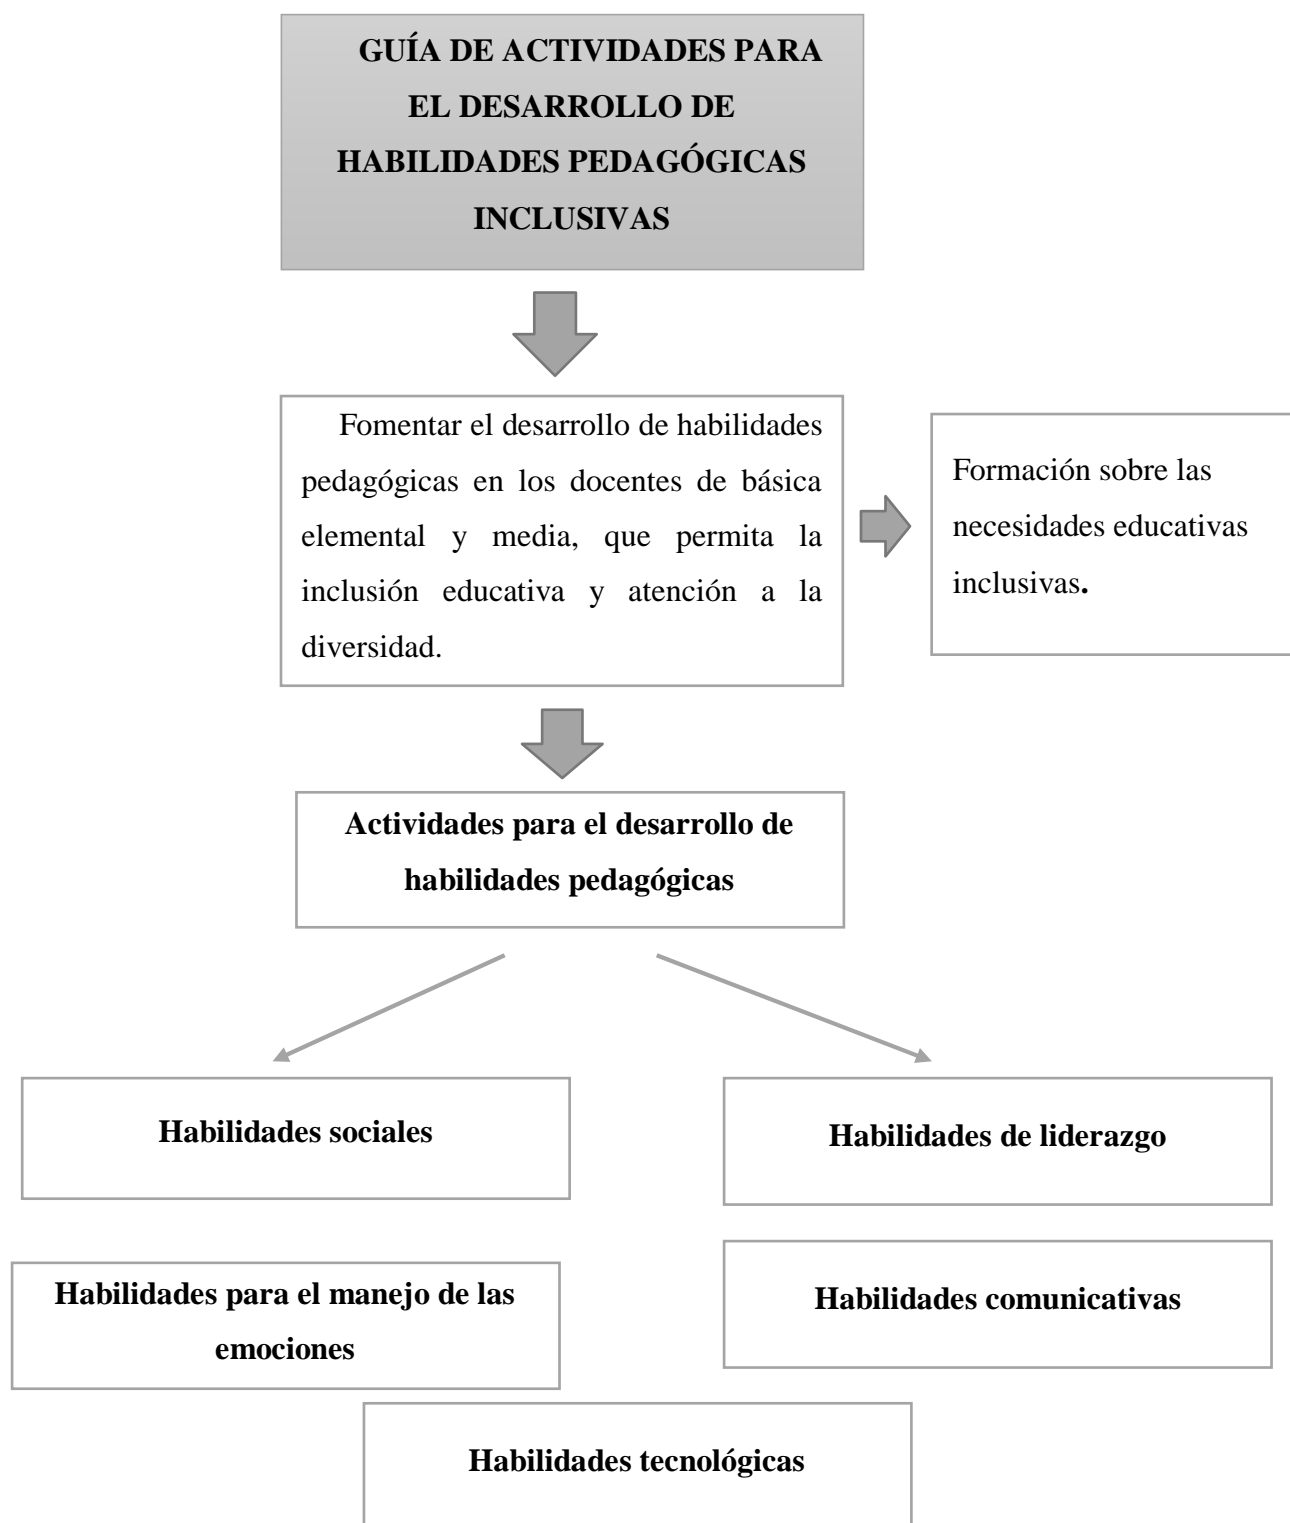 GUÍA DE ACTIVIDADES PARA
EL DESARROLLO DE
HABILIDADES PEDAGÓGICAS
INCLUSIVAS
Fomentar el desarrollo de habilidades
pedagógicas en los docentes de básica
elemental y media, que permita la
inclusión educativa y atención a la
diversidad.
Formación sobre las
necesidades educativas
inclusivas.
Actividades para el desarrollo de
habilidades pedagógicas
Habilidades sociales
Habilidades de liderazgo
Habilidades para el manejo de las
emociones
Habilidades comunicativas
Habilidades tecnológicas